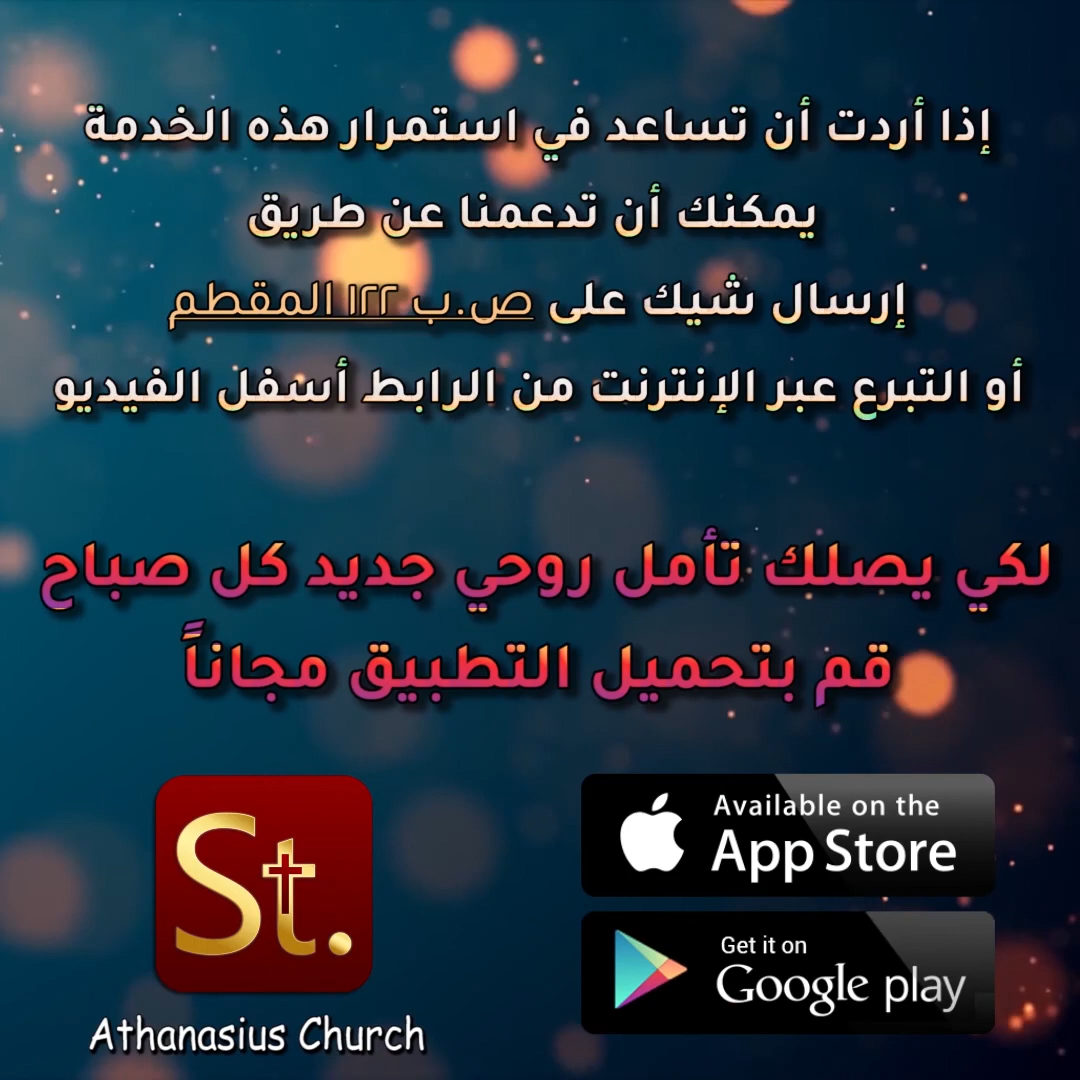 إذا أردت أن تساعد في استمرار هذه الخدمة
يمكنك أن تدعمنا عن طريق
إرسال شيك على ص.ب ١٢٢ المقطم
أو التبرع عبر الإنترنت من الرابط أسفل الفيديو
لكي يصلك تأمل روحي جديد كل صباح
قم بتحميل التطبيق مجاناً
St.
Athanasius Church
Available on the
App Store
Get it on
Google play